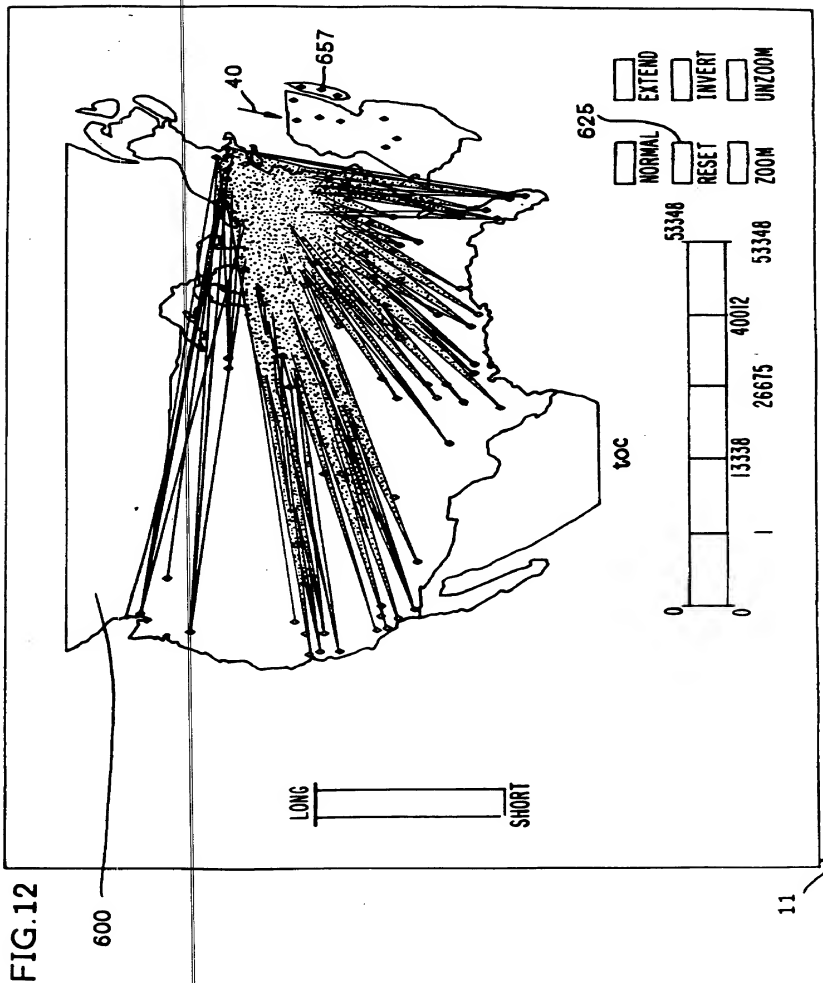 FIG.12
600
11
40
657
625
LONG
SHORT
toc
0
53348
0
1
13338
26675
40012
53348
NORMAL
EXTEND
RESET
INVERT
ZOOM
UNZOOM